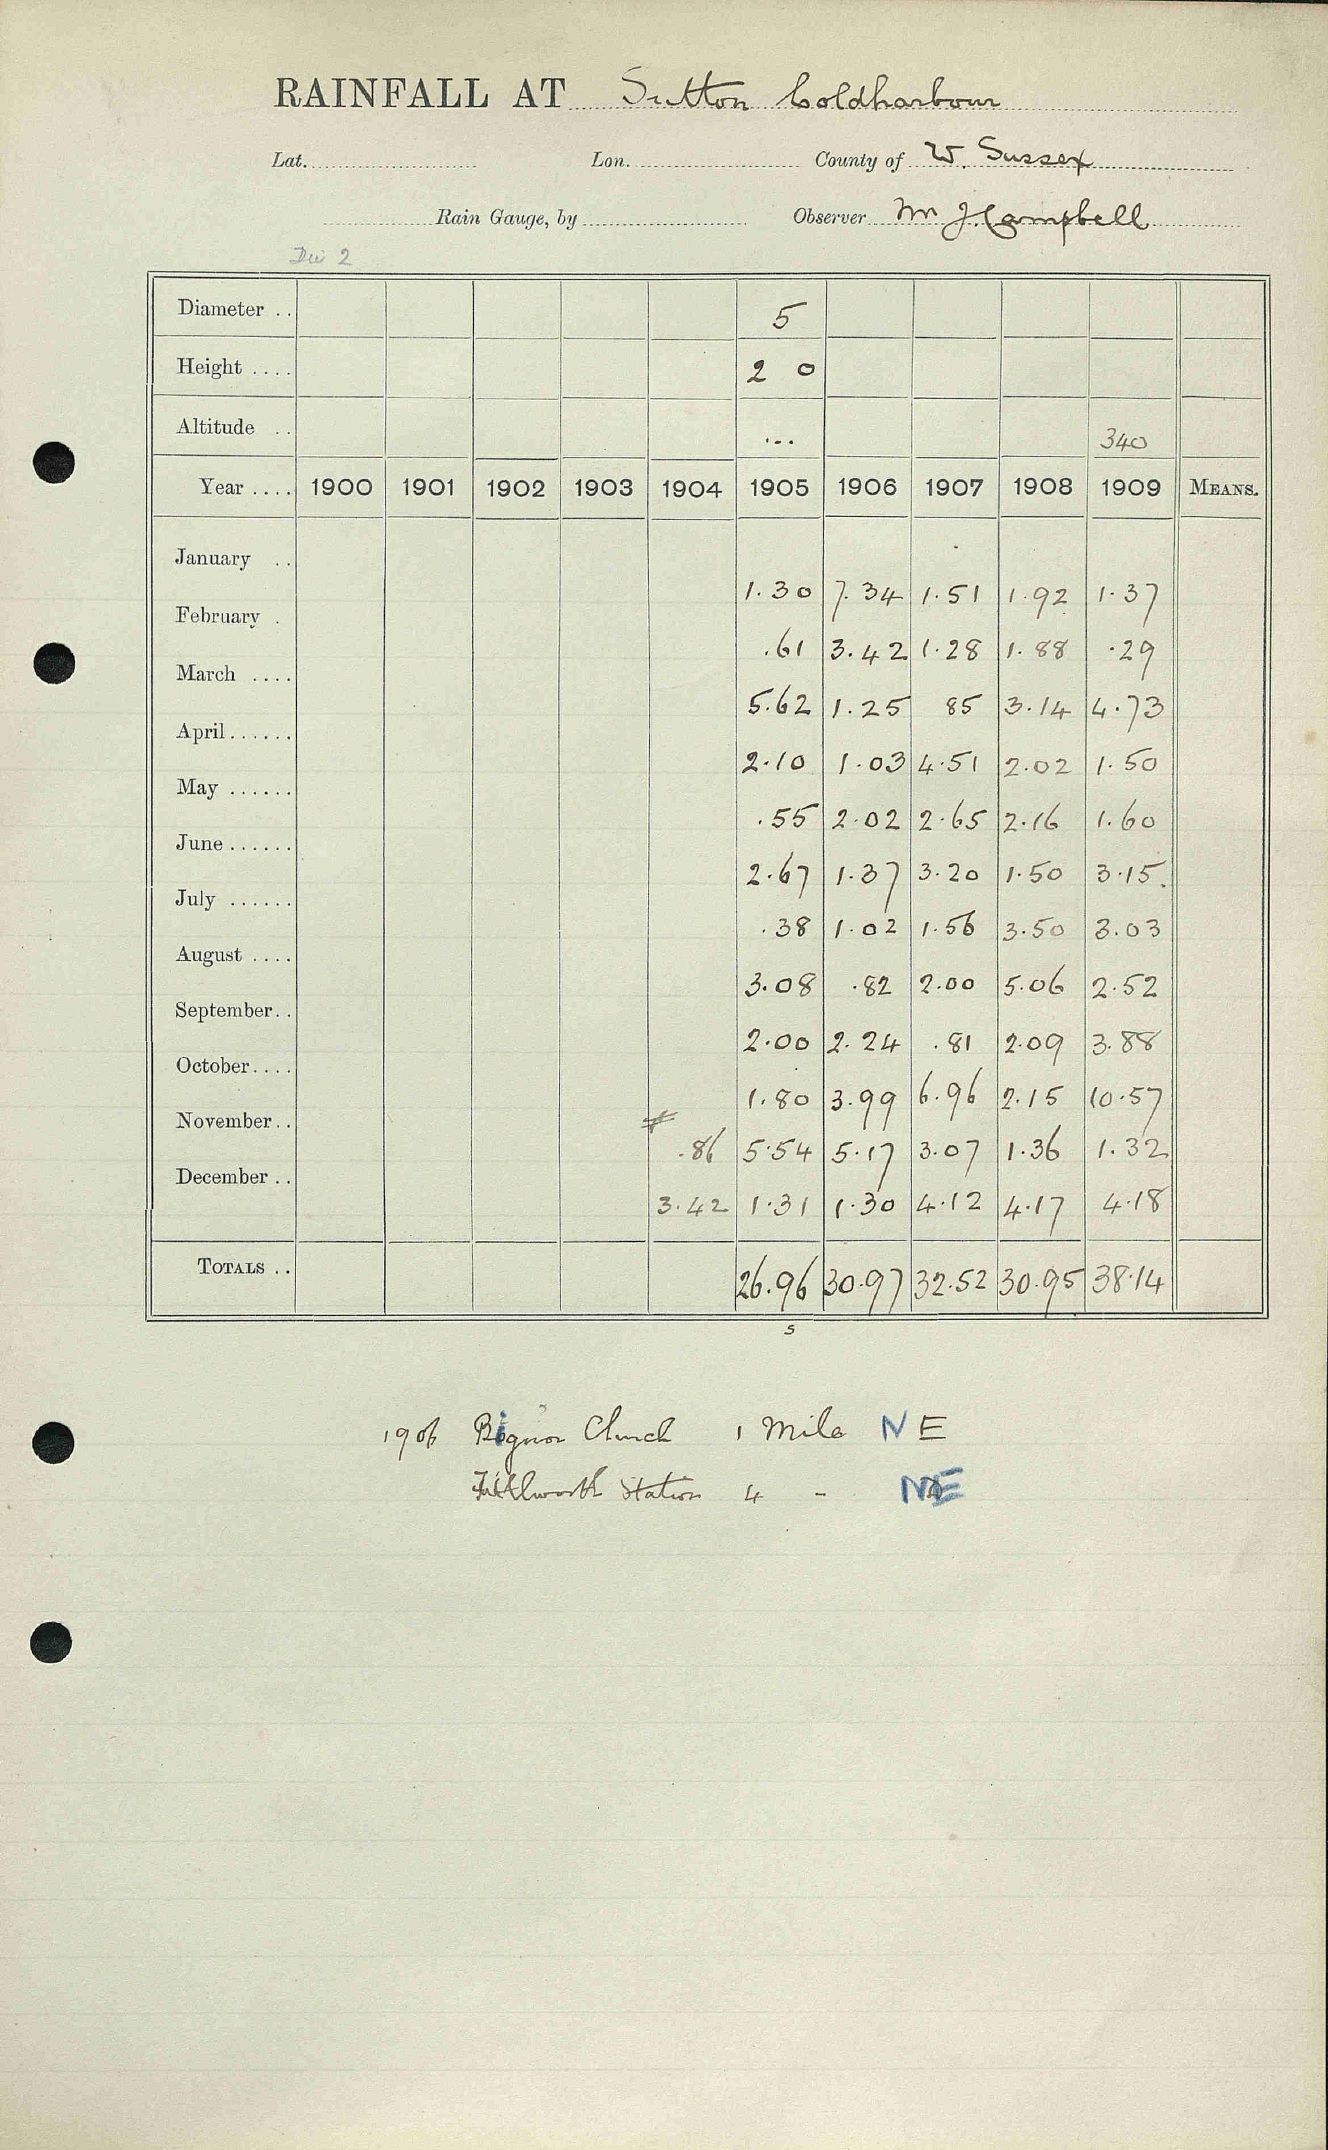 RAINFALL AT Sutton Coldharbour
Lat. Lon. County of W. Sussex
Rain Gauge, by Observer Mr J. Campbell
Div 2
Diameter .. 5
Height .... 2 0
Altitude .. ... 340
Year .... 1900 1901 1902 1903 1904 1905 1906 1907 1908 1909 MEANS.
January .. 1.30 7.34 1.51 1.92 1.37
February . .61 3.42 1.28 1.88 .29
March .... 5.62 1.25 85 3.14 4.73
April...... 2.10 1.03 4.51 2.02 1.50
May ...... .55 2.02 2.65 2.16 1.60
June...... 2.67 1.37 3.20 1.50 3.15.
July ...... .38 1.02 1.56 3.50 3.03
August .... 3.08 .82 2.00 5.06 2.52
September.. 2.00 2.24 .81 2.09 3.88
October.... 1.80 3.99 6.96 2.15 10.57
November.. # .86 5.54 5.17 3.07 1.36 1.32
December .. 3.42 1.31 1.30 4.12 4.17 4.18
TOTALS .. 26.96 30.97 32.52 30.95 38.14
s
1906 Bignor Church 1 Mile N E
Fittleworth Station 4 - NE